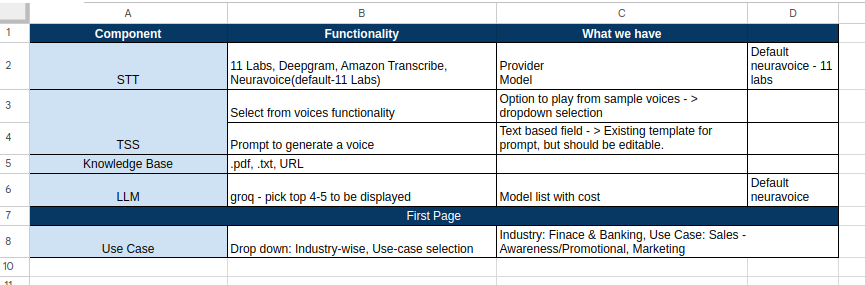 A B C D
1 Component Functionality What we have
Default
11 Labs, Deepgram, Amazon Transcribe, Provider neuravoice - 11
2 STT Neuravoice(default-11 Labs) Model labs
Option to play from sample voices - >
3 Select from voices functionality dropdown selection
Text based field - > Existing template for
4 TSS Prompt to generate a voice prompt, but should be editable.
5 Knowledge Base .pdf, .txt, URL
Default
6 LLM groq - pick top 4-5 to be displayed Model list with cost neuravoice
7 First Page
Industry: Finace & Banking, Use Case: Sales -
8 Use Case Drop down: Industry-wise, Use-case selection Awareness/Promotional, Marketing
10
11